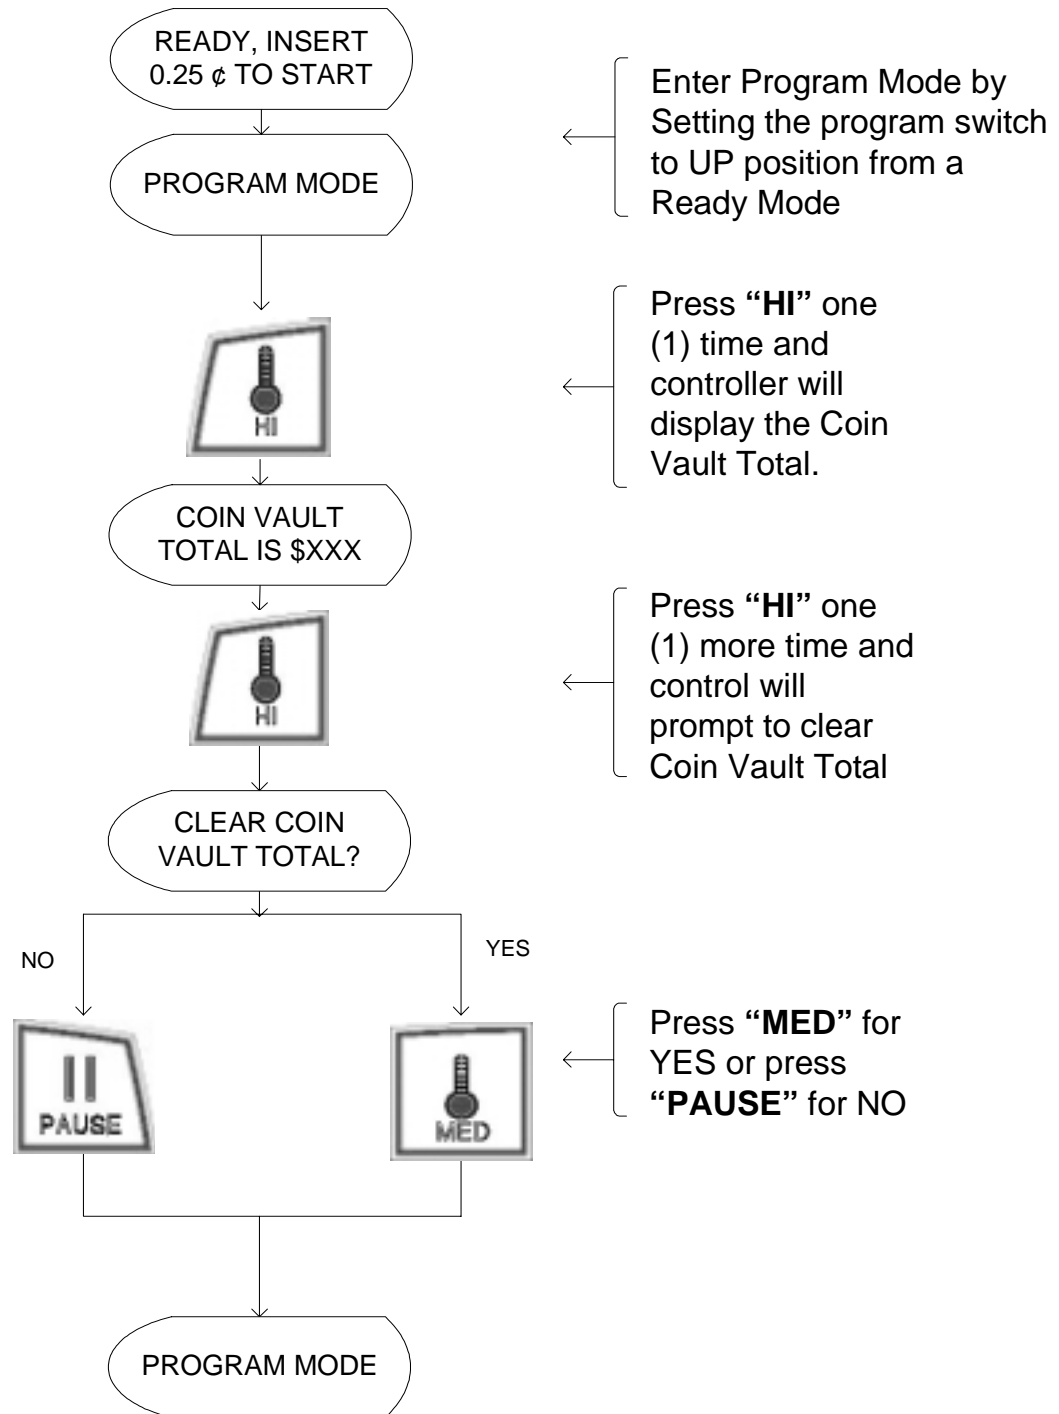 READY, INSERT
0.25 ¢ TO START
Enter Program Mode by
Setting the program switch
to UP position from a
Ready Mode
PROGRAM MODE
Press “HI” one
(1) time and
controller will
display the Coin
Vault Total.
HI
COIN VAULT
TOTAL IS $XXX
Press “HI” one
(1) more time and
control will
prompt to clear
Coin Vault Total
HI
CLEAR COIN
VAULT TOTAL?
NO
YES
Press “MED” for
YES or press
“PAUSE” for NO
PAUSE
MED
PROGRAM MODE